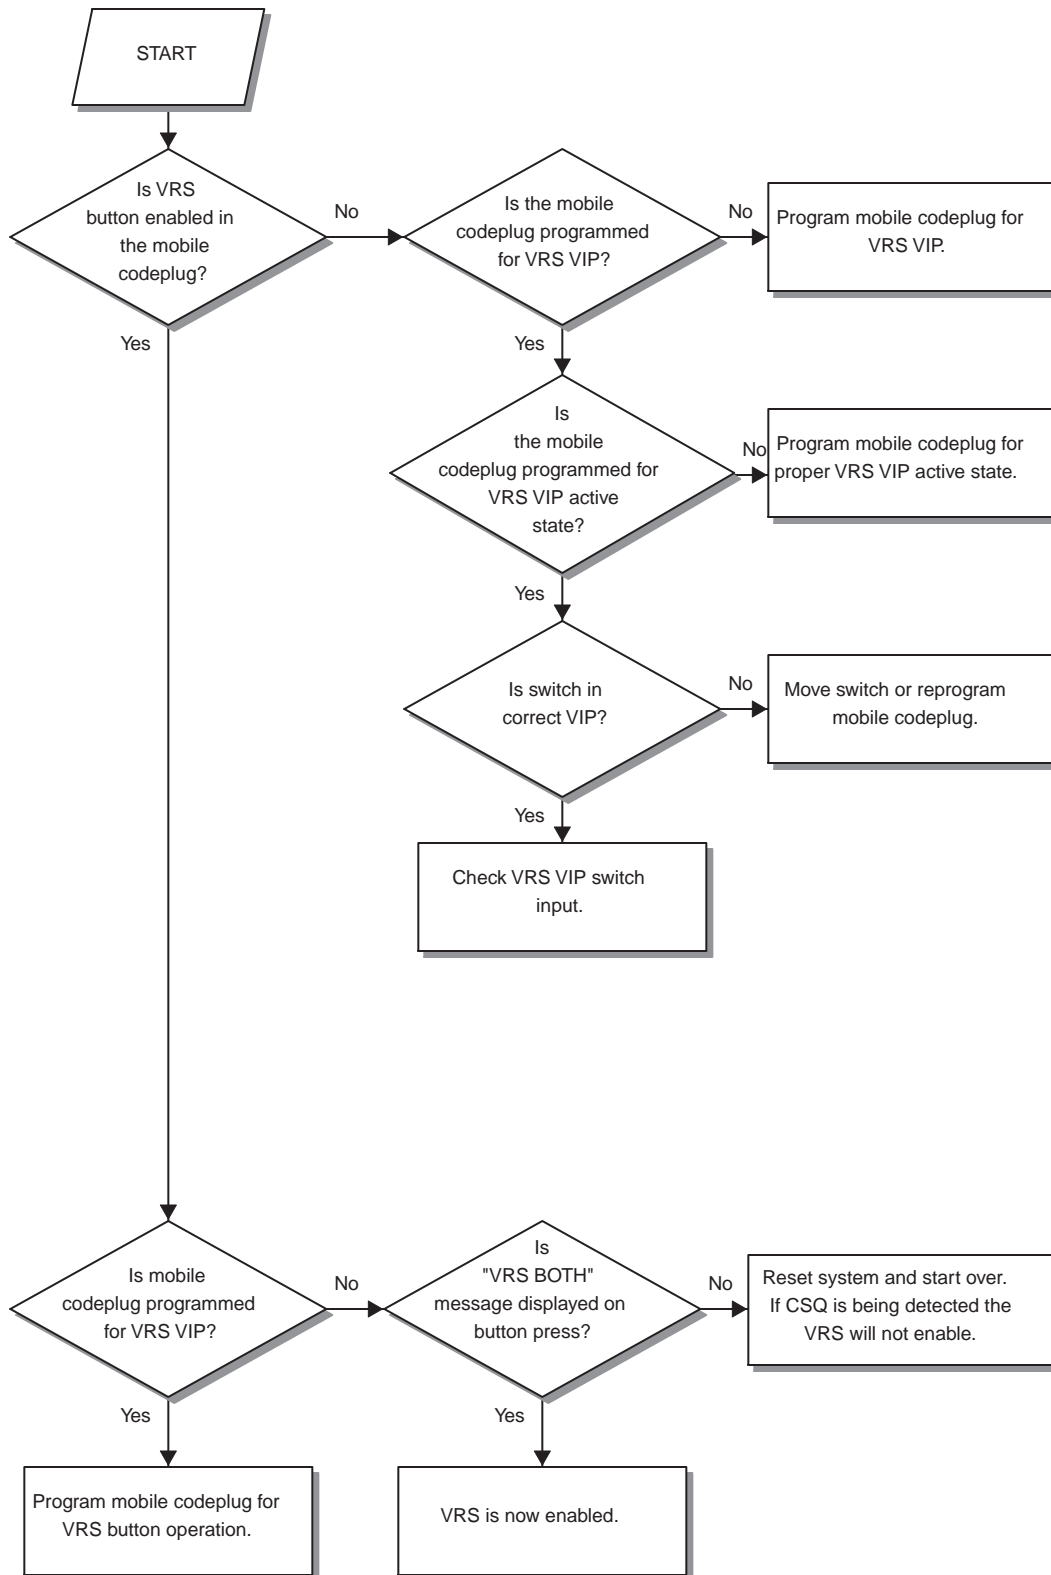 START
Is VRS
button enabled in
the mobile
codeplug?
No
Is the mobile
codeplug programmed
for VRS VIP?
No
Program mobile codeplug for
VRS VIP.
Yes
Yes
Is
the mobile
codeplug programmed for
VRS VIP active
state?
No
Program mobile codeplug for
proper VRS VIP active state.
Yes
Is switch in
correct VIP?
No
Move switch or reprogram
mobile codeplug.
Yes
Check VRS VIP switch
input.
Is mobile
codeplug programmed
for VRS VIP?
No
Is
"VRS BOTH"
message displayed on
button press?
No
Reset system and start over.
If CSQ is being detected the
VRS will not enable.
Yes
Yes
Program mobile codeplug for
VRS button operation.
VRS is now enabled.